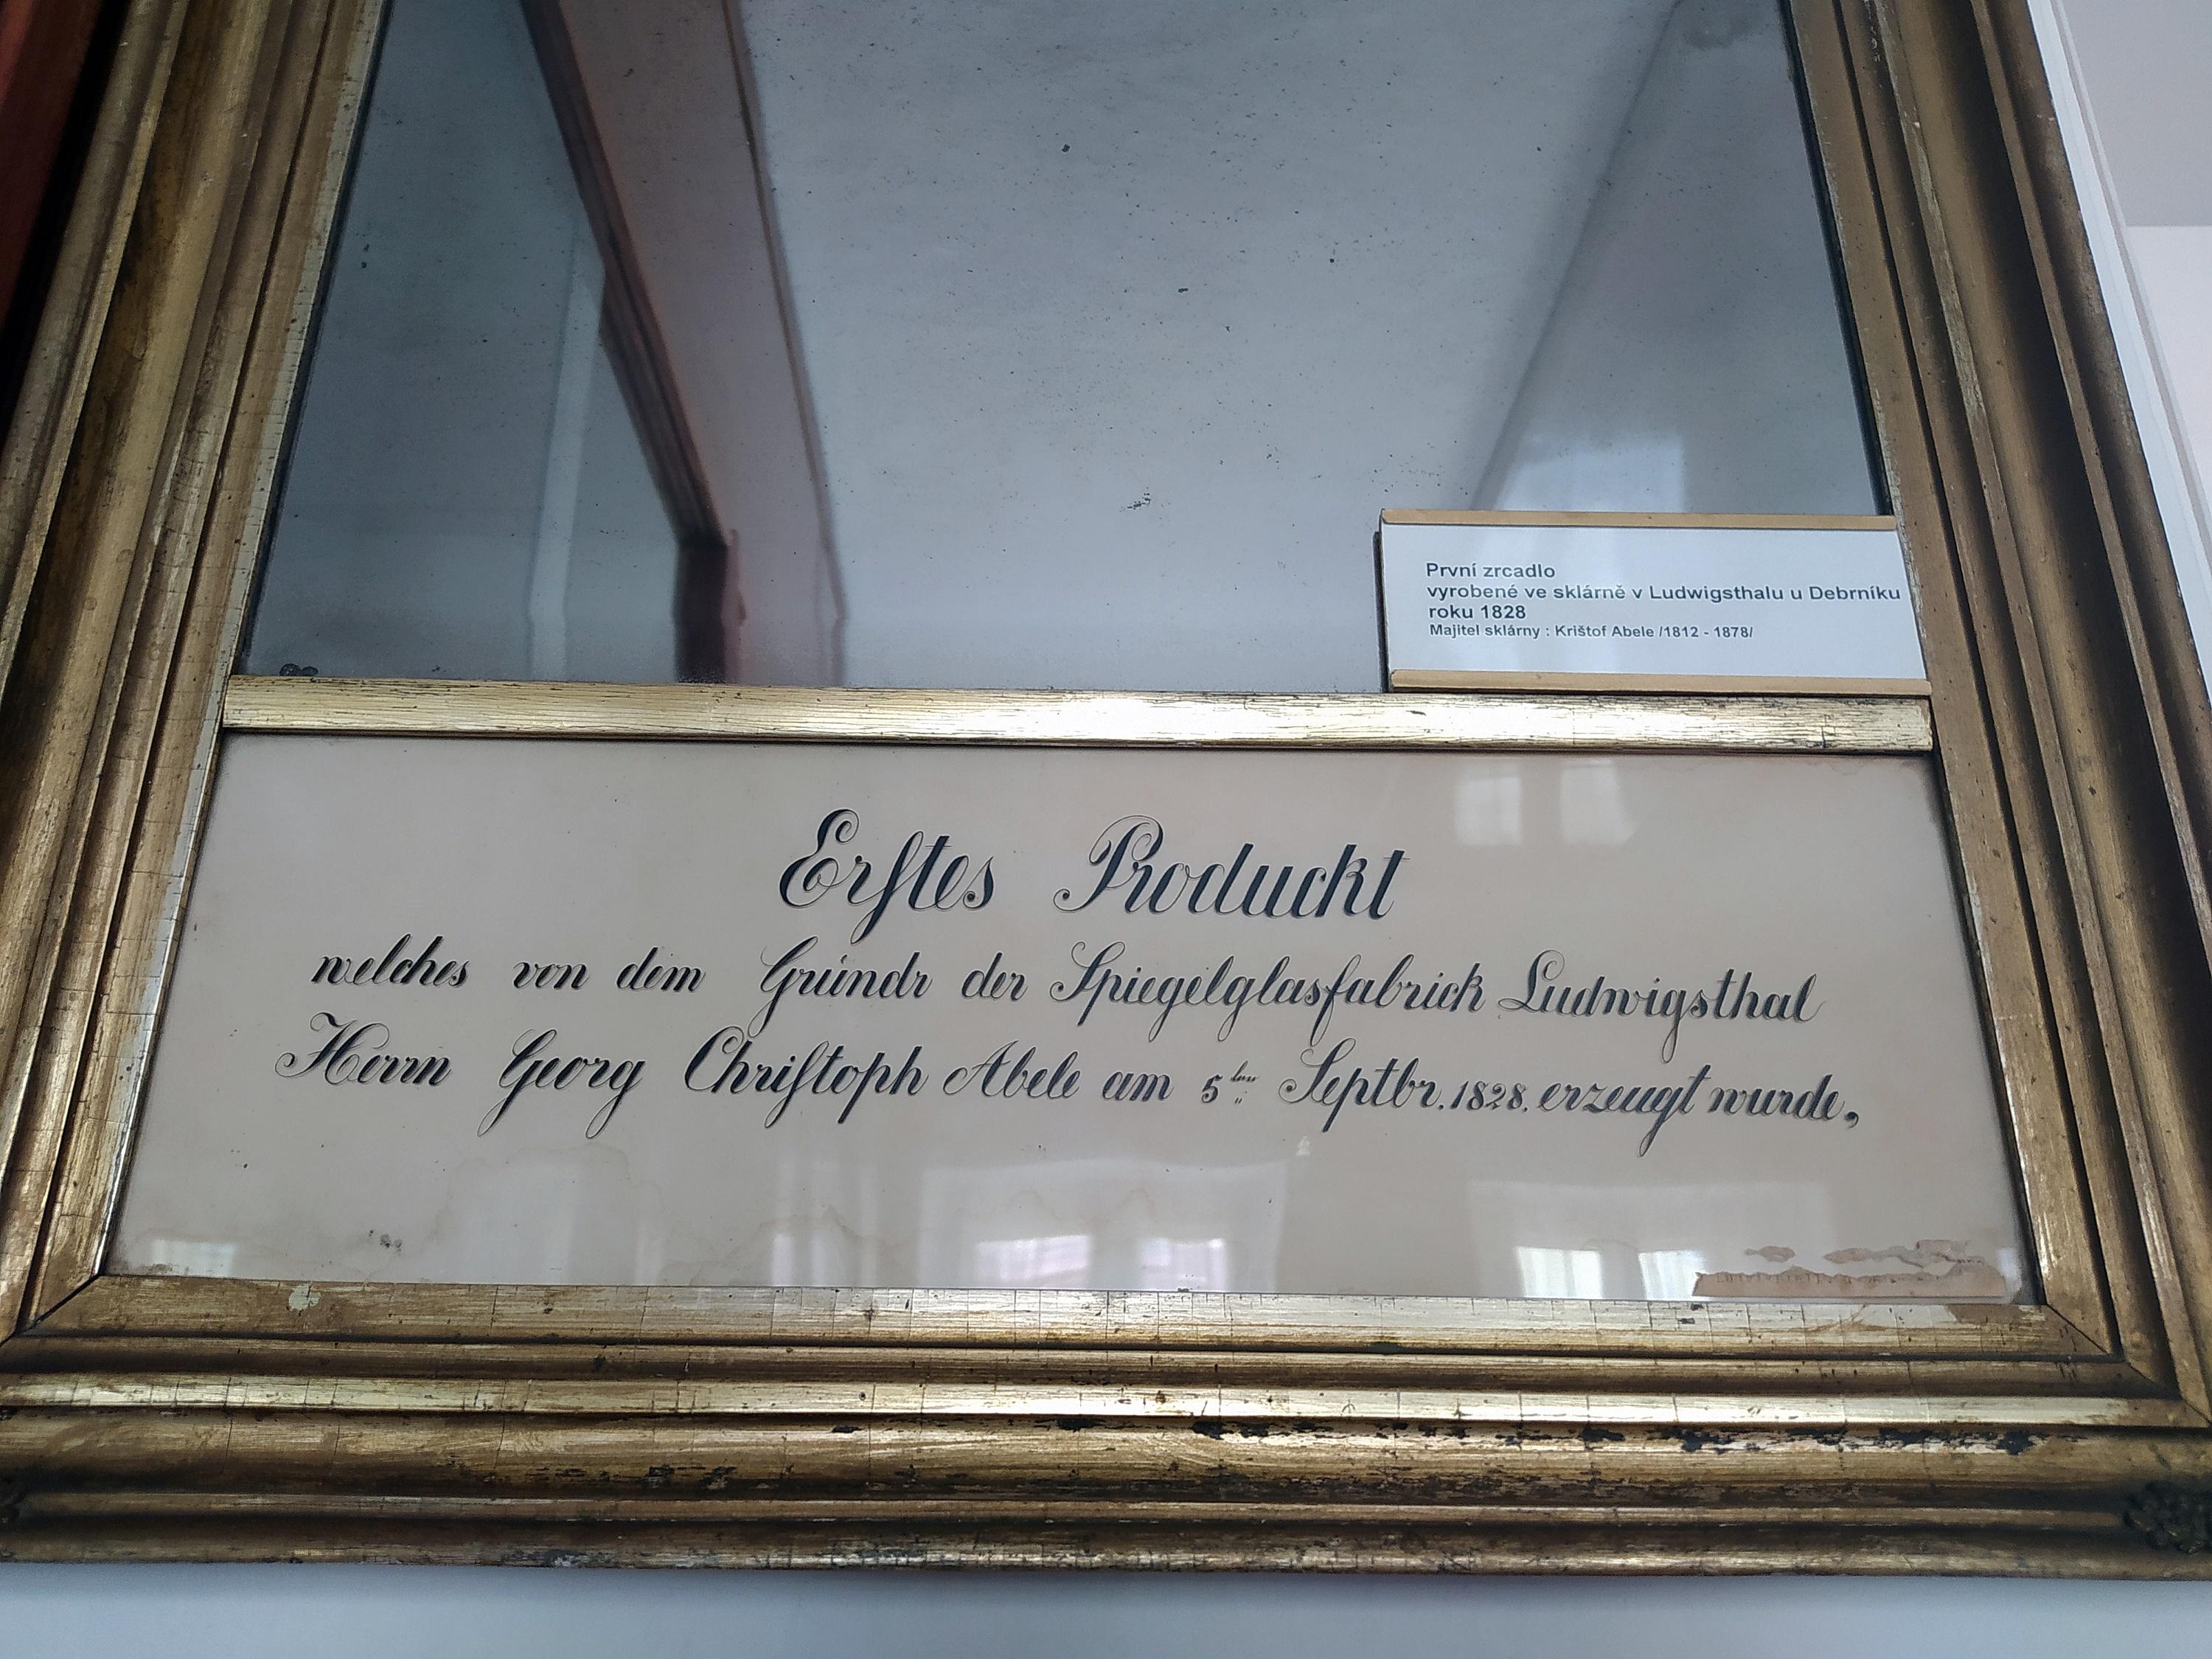 První zrcadlo
vyrobené ve sklárně v Ludwigsthalu u Debrníku
roku 1828
Majitel sklárny : Krištof Abele /1812 - 1878/
Erſtes Produckt
welches von dem Gründr der Spiegelglasfabrick Ludwigsthal
Herrn Georg Chriſtoph Abele am 5ten Septbr. 1828. erzeugt wurde,